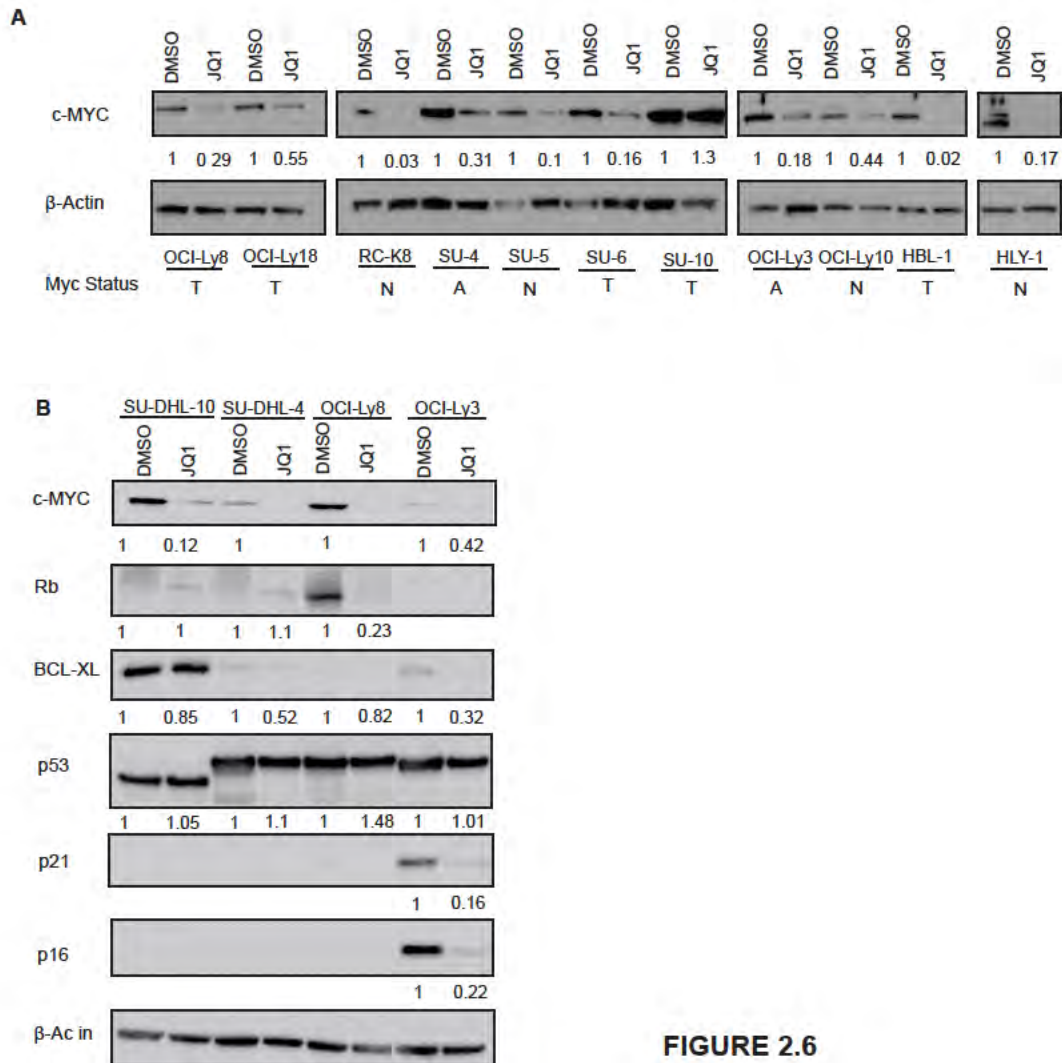 A
DMSO JQ1 DMSO JQ1 DMSO JQ1 DMSO JQ1 DMSO JQ1 DMSO JQ1 DMSO JQ1 DMSO JQ1 DMSO JQ1 DMSO JQ1 DMSO JQ1
c-MYC
1 0.29 1 0.55 1 0.03 1 0.31 1 0.1 1 0.16 1 1.3 1 0.18 1 0.44 1 0.02 1 0.17
β-Actin
OCI-Ly8 OCI-Ly18 RC-K8 SU-4 SU-5 SU-6 SU-10 OCI-Ly3 OCI-Ly10 HBL-1 HLY-1
Myc Status T T N A N T T A N T N
B
SU-DHL-10 SU-DHL-4 OCI-Ly8 OCI-Ly3
DMSO JQ1 DMSO JQ1 DMSO JQ1 DMSO JQ1
c-MYC
1 0.12 1 1 1 0.42
Rb
1 1 1 1.1 1 0.23
BCL-XL
1 0.85 1 0.52 1 0.82 1 0.32
p53
1 1.05 1 1.1 1 1.48 1 1.01
p21
1 0.16
p16
1 0.22
β-Ac in
FIGURE 2.6